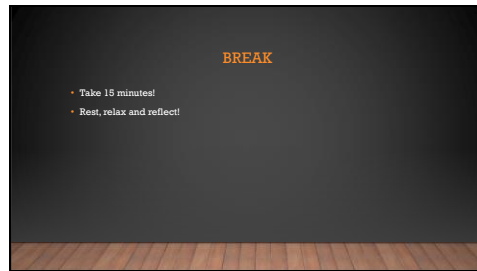 BREAK
• Take 15 minutes!
• Rest, relax and reflect!